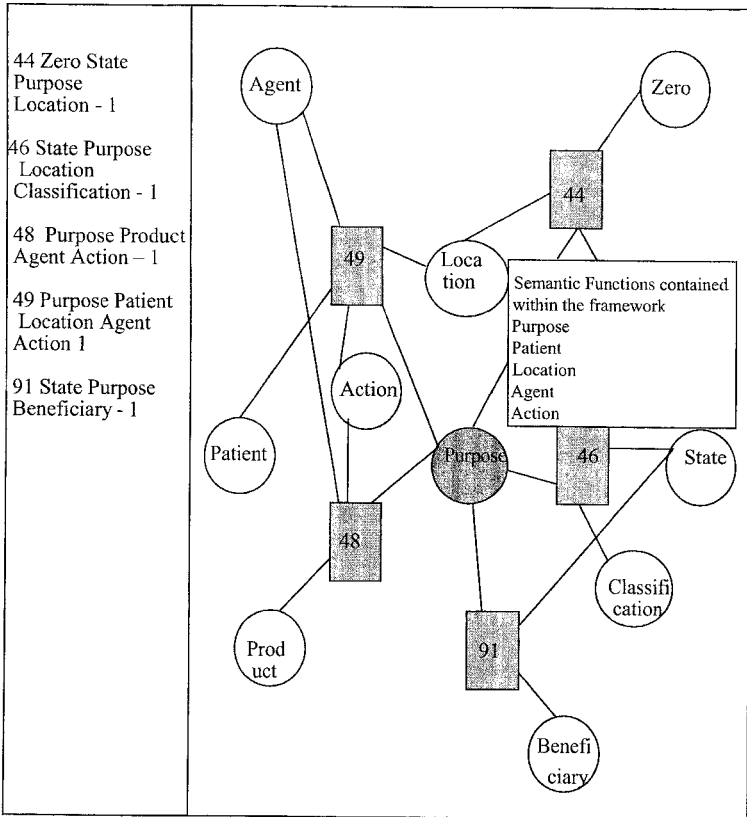 44 Zero State
Purpose
Location - 1
46 State Purpose
Location
Classification - 1
48 Purpose Product
Agent Action – 1
49 Purpose Patient
Location Agent
Action 1
91 State Purpose
Beneficiary - 1
Agent
Zero
44
49
Loca
tion
Semantic Functions contained
within the framework
Purpose
Patient
Location
Agent
Action
Action
Patient
Purpose
46
State
48
Classifi
cation
Prod
uct
91
Benefi
ciary